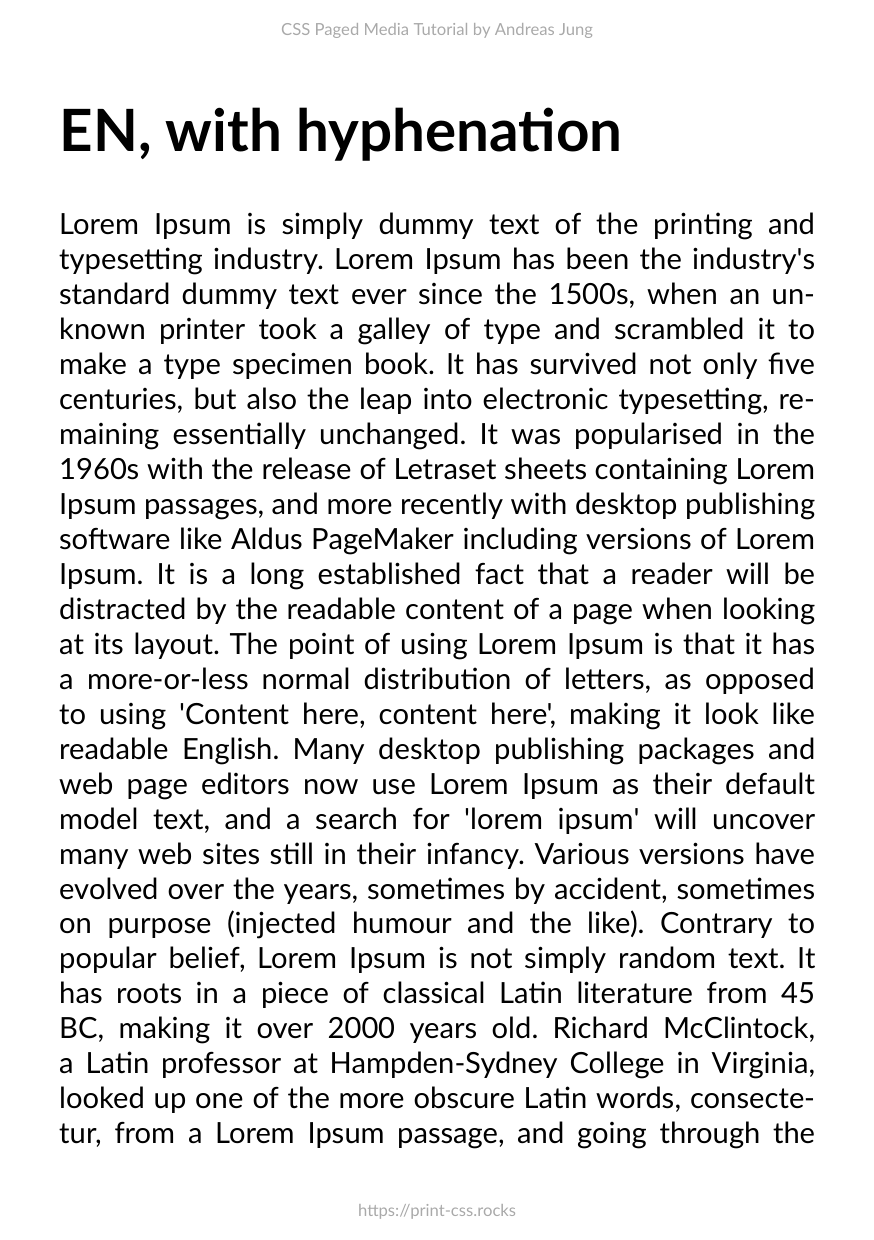 CSS Paged Media Tutorial by Andreas Jung
EN, with hyphenation
Lorem Ipsum is simply dummy text of the printing and
typesetting industry. Lorem Ipsum has been the industry's
standard dummy text ever since the 1500s, when an un-
known printer took a galley of type and scrambled it to
make a type specimen book. It has survived not only five
centuries, but also the leap into electronic typesetting, re-
maining essentially unchanged. It was popularised in the
1960s with the release of Letraset sheets containing Lorem
Ipsum passages, and more recently with desktop publishing
software like Aldus PageMaker including versions of Lorem
Ipsum. It is a long established fact that a reader will be
distracted by the readable content of a page when looking
at its layout. The point of using Lorem Ipsum is that it has
a more-or-less normal distribution of letters, as opposed
to using 'Content here, content here', making it look like
readable English. Many desktop publishing packages and
web page editors now use Lorem Ipsum as their default
model text, and a search for 'lorem ipsum' will uncover
many web sites still in their infancy. Various versions have
evolved over the years, sometimes by accident, sometimes
on purpose (injected humour and the like). Contrary to
popular belief, Lorem Ipsum is not simply random text. It
has roots in a piece of classical Latin literature from 45
BC, making it over 2000 years old. Richard McClintock,
a Latin professor at Hampden-Sydney College in Virginia,
looked up one of the more obscure Latin words, consecte-
tur, from a Lorem Ipsum passage, and going through the
https://print-css.rocks